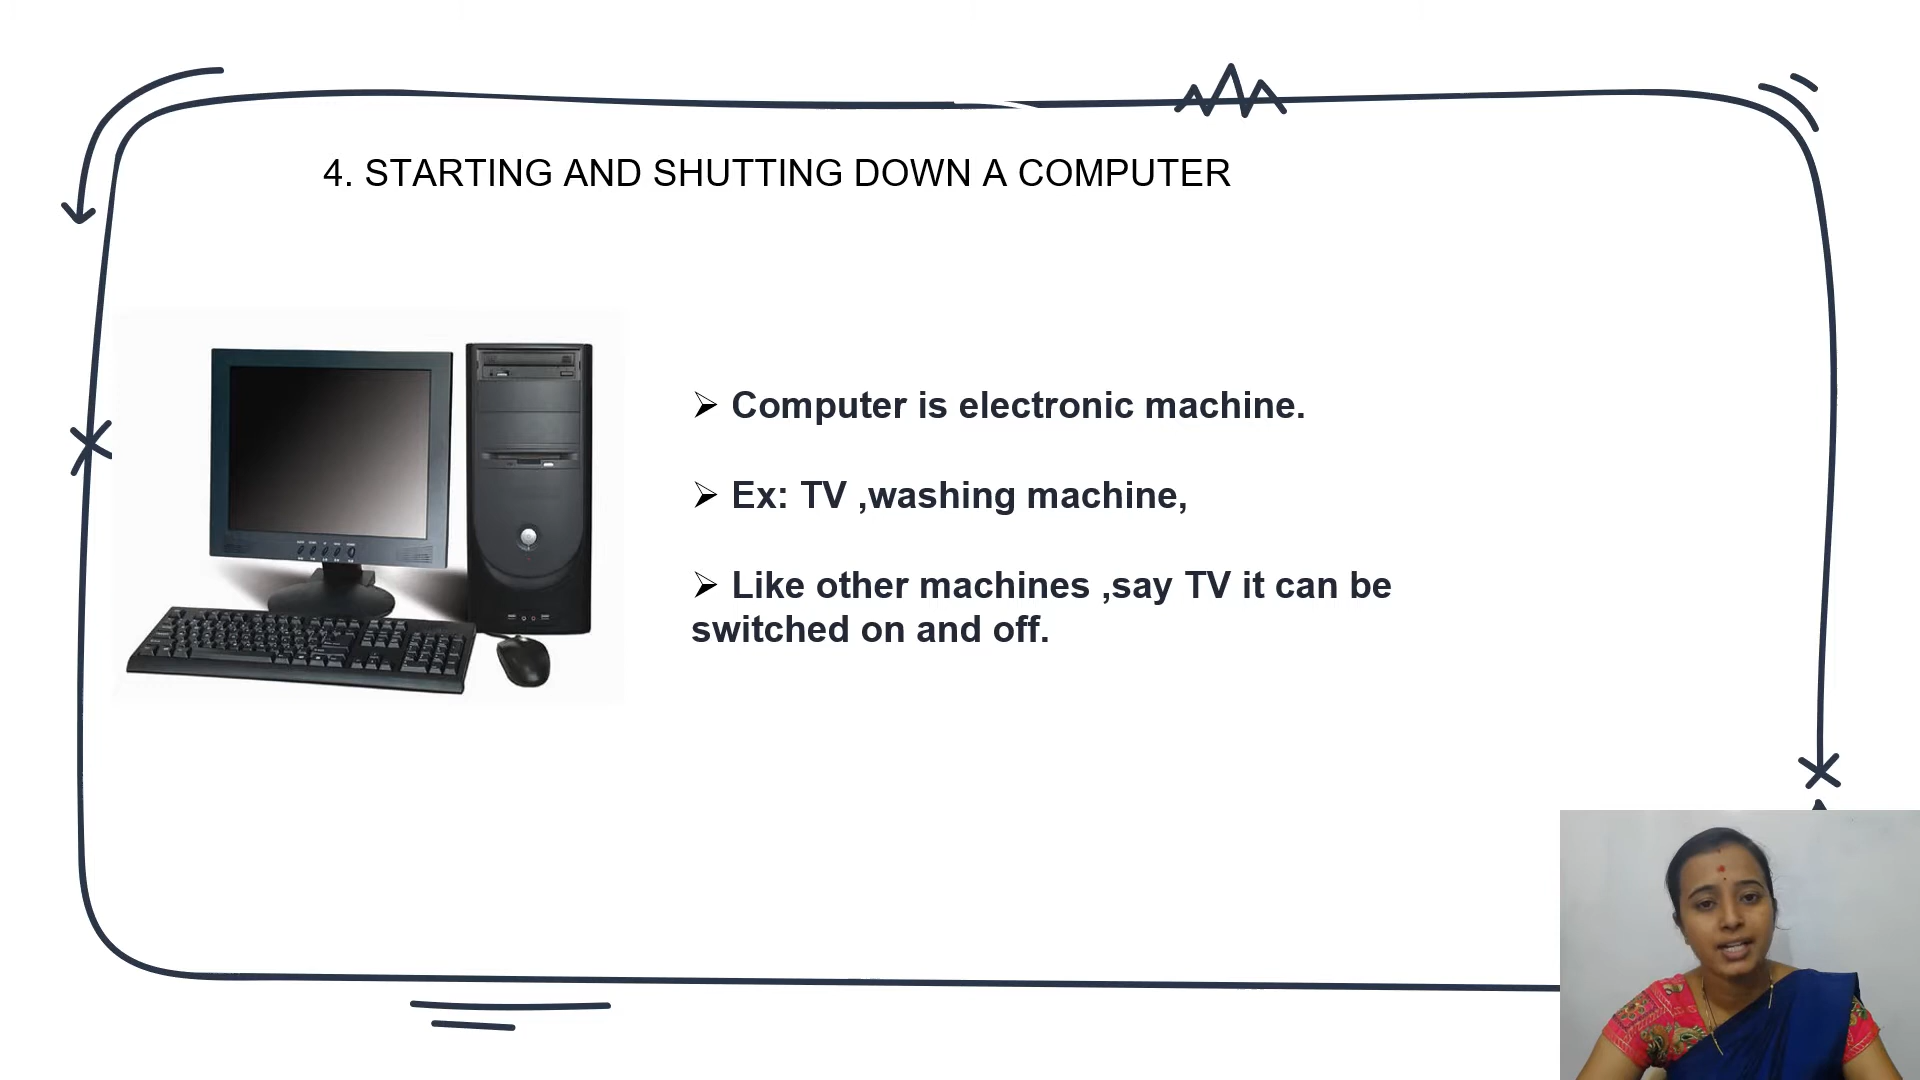 4. STARTING AND SHUTTING DOWN A COMPUTER
➢ Computer is electronic machine.
➢ Ex: TV ,washing machine,
➢ Like other machines ,say TV it can be
switched on and off.